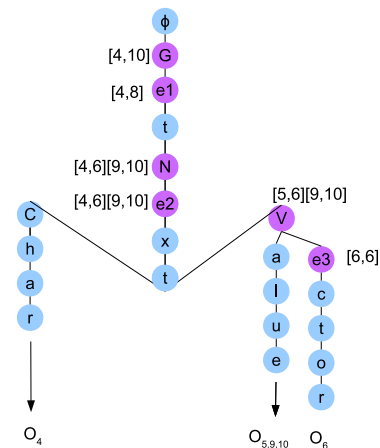 ϕ
[4,10] G
[4,8] e1
t
[4,6][9,10] N
[4,6][9,10] e2
x
t
C
h
a
r
O4
[5,6][9,10]
V
a
l
u
e
O5,9,10
e3 [6,6]
c
t
o
r
O6